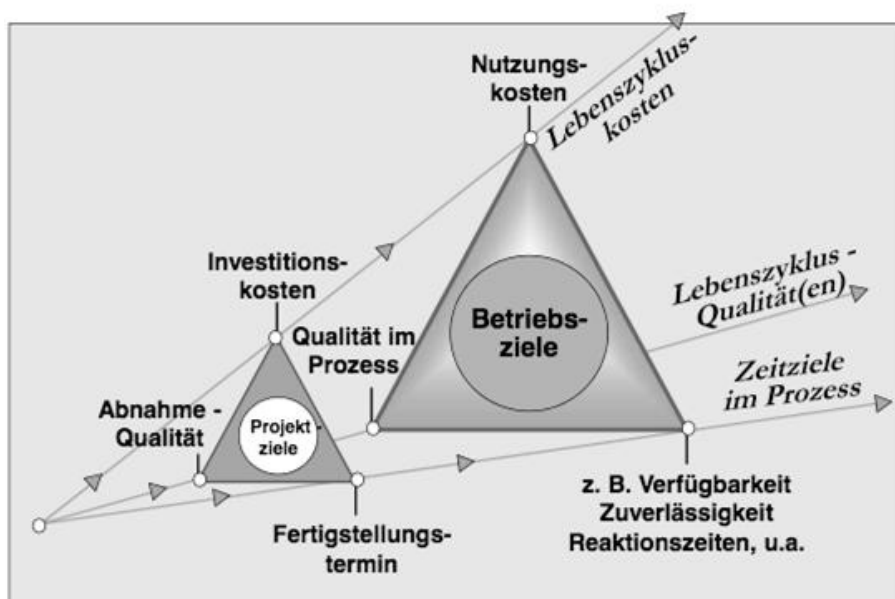 Nutzungs-
kosten
Lebenszyklus-
kosten
Investitions-
kosten
Lebenszyklus -
Qualität(en)
Qualität im
Prozess
Betriebs-
ziele
Zeitziele
im Prozess
Abnahme -
Qualität
Projekt -
ziele
z. B. Verfügbarkeit
Zuverlässigkeit
Reaktionszeiten, u.a.
Fertigstellungs-
termin